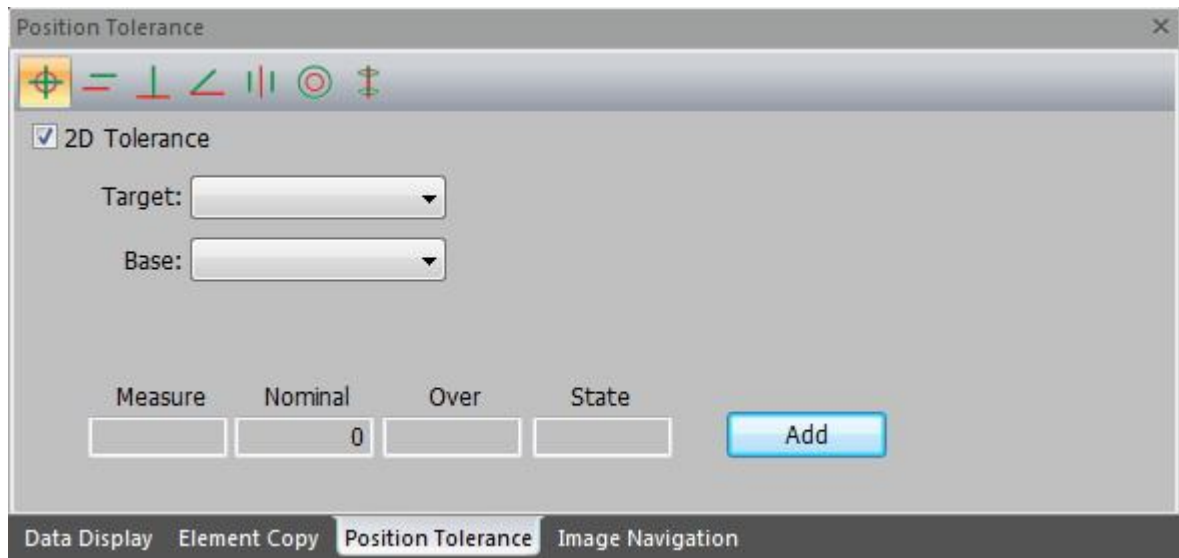 Position Tolerance
2D Tolerance
Target:
Base:
Measure Nominal Over State
0
Add
Data Display Element Copy Position Tolerance Image Navigation